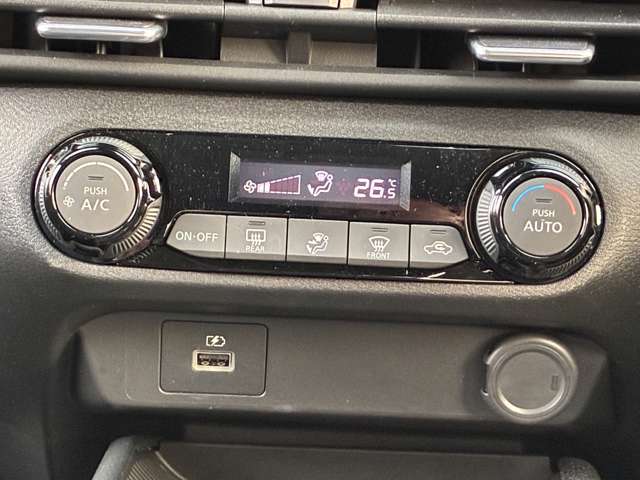 PUSH
A/C
26.5°C
PUSH
AUTO
ON·OFF
REAR
FRONT